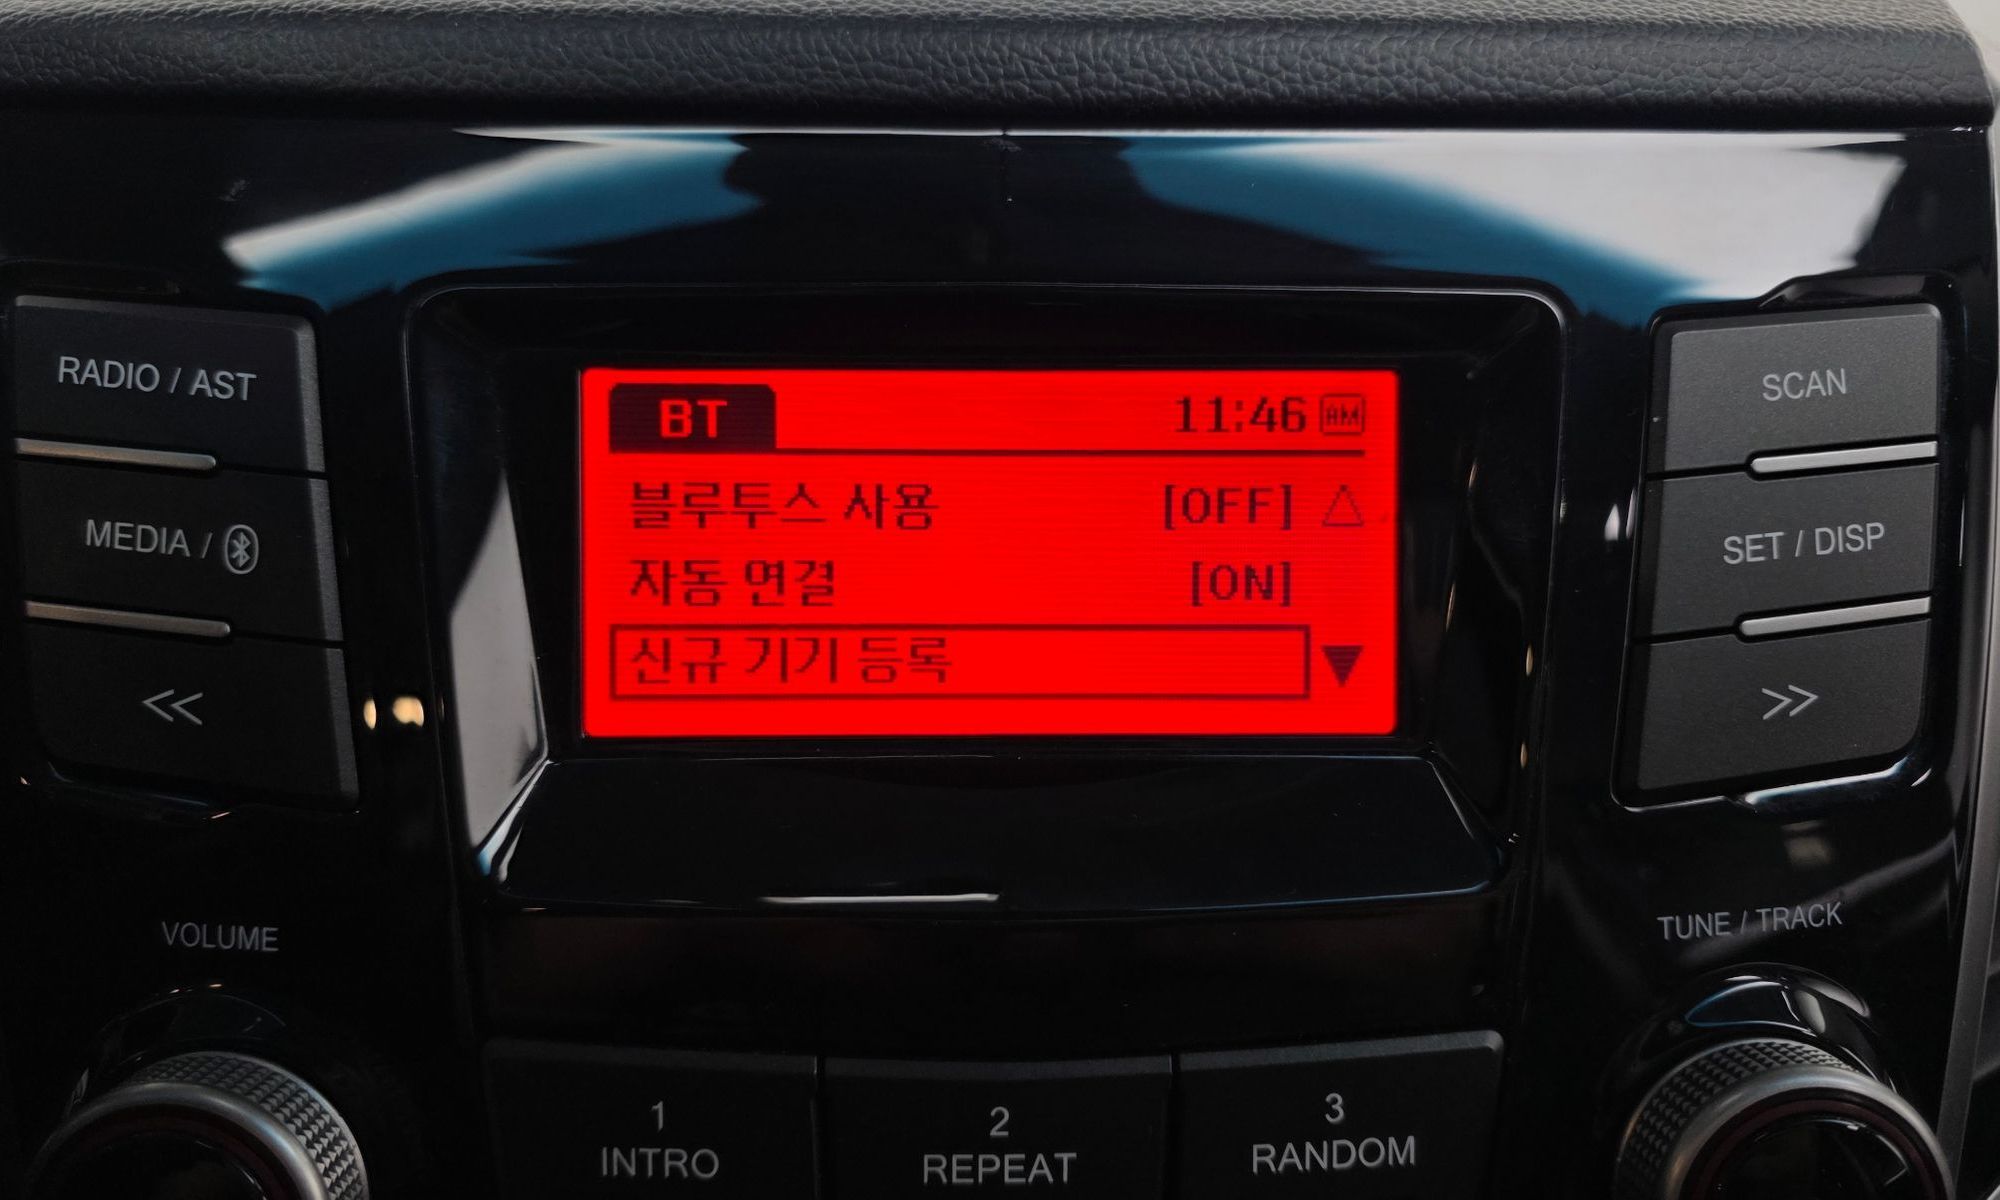 RADIO / AST
MEDIA /
<<
VOLUME
BT 11:46 AM
블루투스 사용 [OFF] △
자동 연결 [ON]
신규 기기 등록 ▼
SCAN
SET / DISP
>>
TUNE / TRACK
1
INTRO
2
REPEAT
3
RANDOM